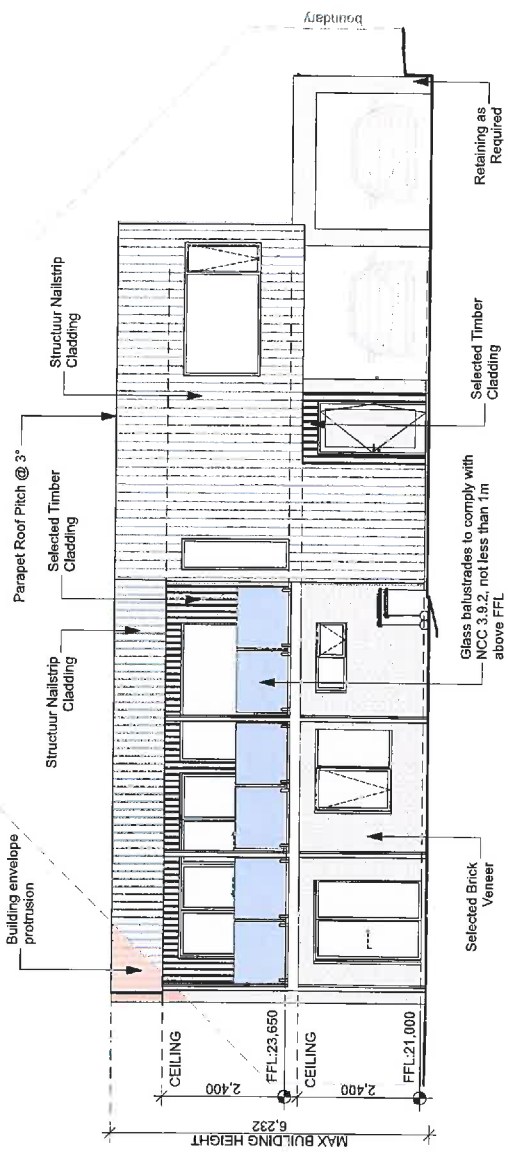 boundary
Parapet Roof Pitch @ 3°
Structuur Nailstrip
Cladding
Selected Timber
Cladding
Structuur Nailstrip
Cladding
Building envelope
protrusion
CEILING
2,400
FFL:23,650
CEILING
2,400
FFL:21,000
6,232
MAX BUILDING HEIGHT
Selected Brick
Veneer
Glass balustrades to comply with
NCC 3.9.2, not less than 1m
above FFL
Selected Timber
Cladding
Retaining as
Required